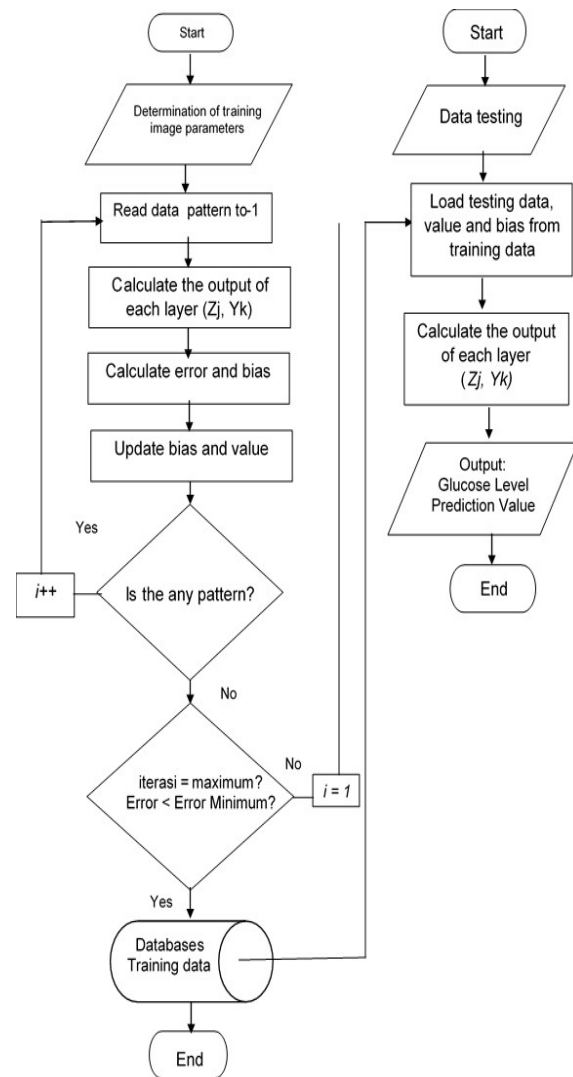 Start
Determination of training
image parameters
Read data pattern to-1
Calculate the output of
each layer (Zj, Yk)
Calculate error and bias
Update bias and value
Yes
i++
Is the any pattern?
No
iterasi = maximum?
Error < Error Minimum?
No
i = 1
Yes
Databases
Training data
End
Start
Data testing
Load testing data,
value and bias from
training data
Calculate the output
of each layer
(Zj, Yk)
Output:
Glucose Level
Prediction Value
End